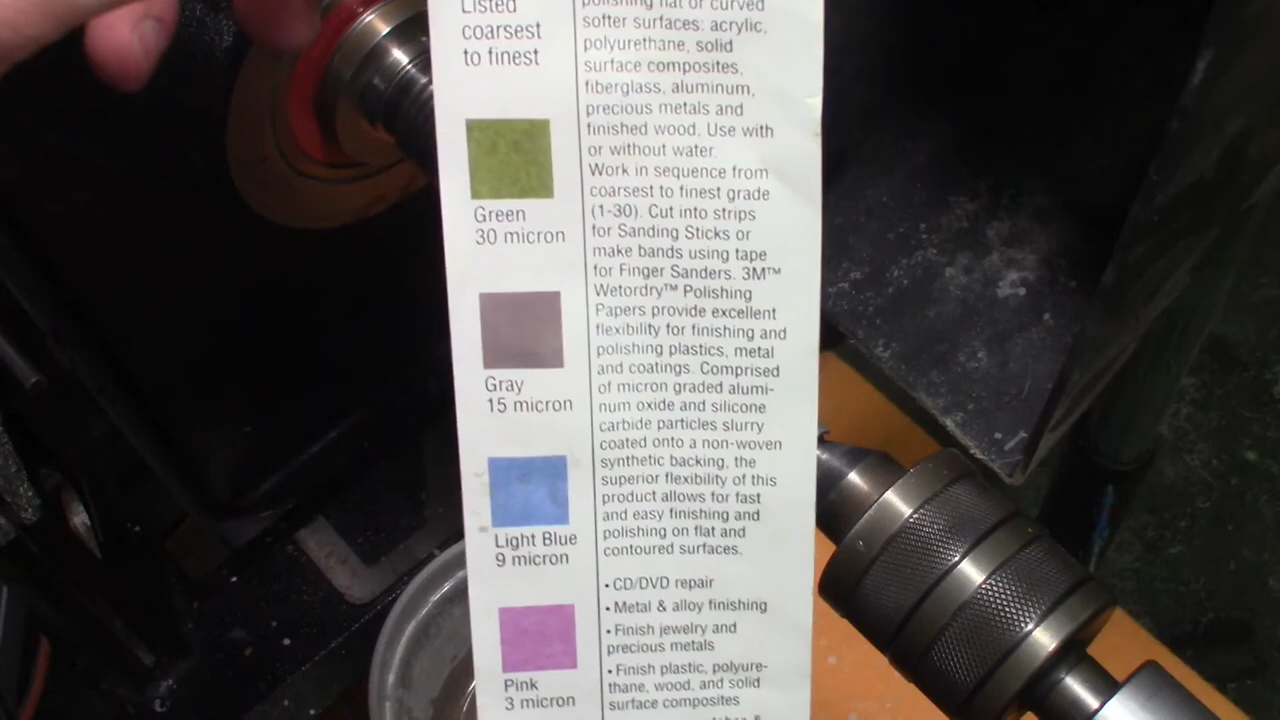 Listed
coarsest
to finest
Green
30 micron
Gray
15 micron
Light Blue
9 micron
Pink
3 micron
polishing flat or curved
softer surfaces: acrylic,
polyurethane, solid
surface composites,
fiberglass, aluminum,
precious metals and
finished wood. Use with
or without water.
Work in sequence from
coarsest to finest grade
(1-30). Cut into strips
for Sanding Sticks or
make bands using tape
for Finger Sanders. 3M™
Wetordry™ Polishing
Papers provide excellent
flexibility for finishing and
polishing plastics, metal
and coatings. Comprised
of micron graded alumi-
num oxide and silicone
carbide particles slurry
coated onto a non-woven
synthetic backing, the
superior flexibility of this
product allows for fast
and easy finishing and
polishing on flat and
contoured surfaces.
• CD/DVD repair
• Metal & alloy finishing
• Finish jewelry and
precious metals
• Finish plastic, polyure-
thane, wood, and solid
surface composites